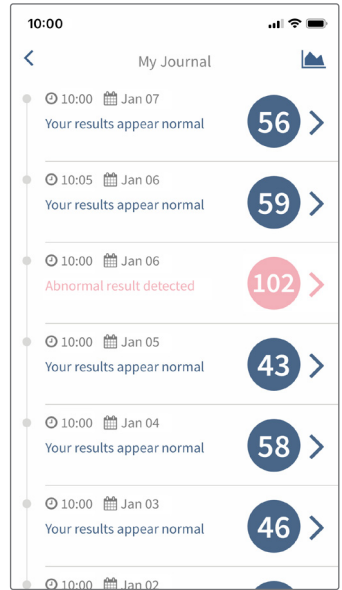 10:00
My Journal
10:00 Jan 07
Your results appear normal
56
10:05 Jan 06
Your results appear normal
59
10:00 Jan 06
Abnormal result detected
102
10:00 Jan 05
Your results appear normal
43
10:00 Jan 04
Your results appear normal
58
10:00 Jan 03
Your results appear normal
46
10:00 Jan 02